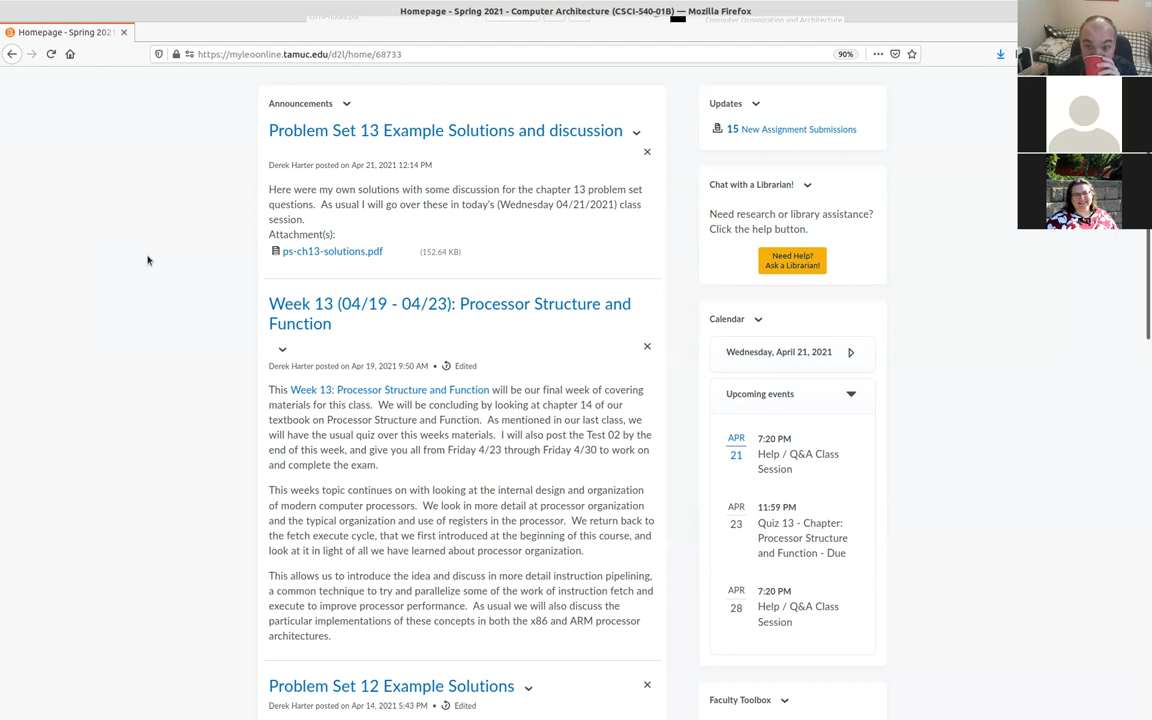 Homepage - Spring 2021 - Computer Architecture (CSCI-540-01B) — Mozilla Firefox
Homepage - Spring 2021
https://myleoonline.tamuc.edu/d2l/home/68733
90%
Announcements
Problem Set 13 Example Solutions and discussion
Derek Harter posted on Apr 21, 2021 12:14 PM
Here were my own solutions with some discussion for the chapter 13 problem set
questions. As usual I will go over these in today's (Wednesday 04/21/2021) class
session.
Attachment(s):
ps-ch13-solutions.pdf (152.64 KB)
Week 13 (04/19 - 04/23): Processor Structure and
Function
Derek Harter posted on Apr 19, 2021 9:50 AM • Edited
This Week 13: Processor Structure and Function will be our final week of covering
materials for this class. We will be concluding by looking at chapter 14 of our
textbook on Processor Structure and Function. As mentioned in our last class, we
will have the usual quiz over this weeks materials. I will also post the Test 02 by the
end of this week, and give you all from Friday 4/23 through Friday 4/30 to work on
and complete the exam.
This weeks topic continues on with looking at the internal design and organization
of modern computer processors. We look in more detail at processor organization
and the typical organization and use of registers in the processor. We return back to
the fetch execute cycle, that we first introduced at the beginning of this course, and
look at it in light of all we have learned about processor organization.
This allows us to introduce the idea and discuss in more detail instruction pipelining,
a common technique to try and parallelize some of the work of instruction fetch and
execute to improve processor performance. As usual we will also discuss the
particular implementations of these concepts in both the x86 and ARM processor
architectures.
Problem Set 12 Example Solutions
Derek Harter posted on Apr 14, 2021 5:43 PM • Edited
Updates
15 New Assignment Submissions
Chat with a Librarian!
Need research or library assistance?
Click the help button.
Need Help?
Ask a Librarian!
Calendar
Wednesday, April 21, 2021
Upcoming events
APR 7:20 PM
21 Help / Q&A Class
Session
APR 11:59 PM
23 Quiz 13 - Chapter:
Processor Structure
and Function - Due
APR 7:20 PM
28 Help / Q&A Class
Session
Faculty Toolbox